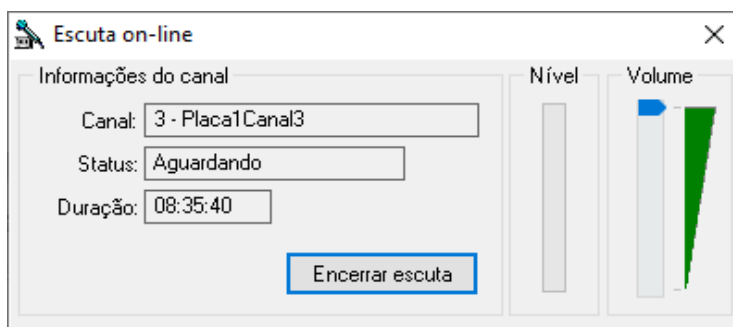 Escuta on-line
Informações do canal
Canal: 3 - Placa1Canal3
Status: Aguardando
Duração: 08:35:40
Encerrar escuta
Nível
Volume